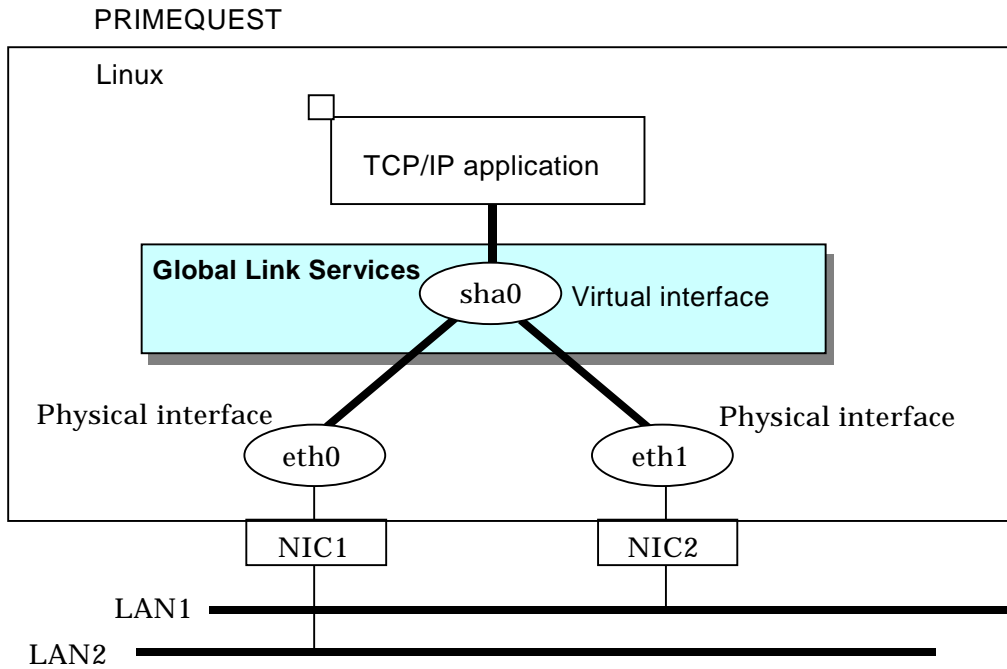 PRIMEQUEST
Linux
TCP/IP application
Global Link Services
sha0
Virtual interface
Physical interface
Physical interface
eth0
eth1
NIC1
NIC2
LAN1
LAN2